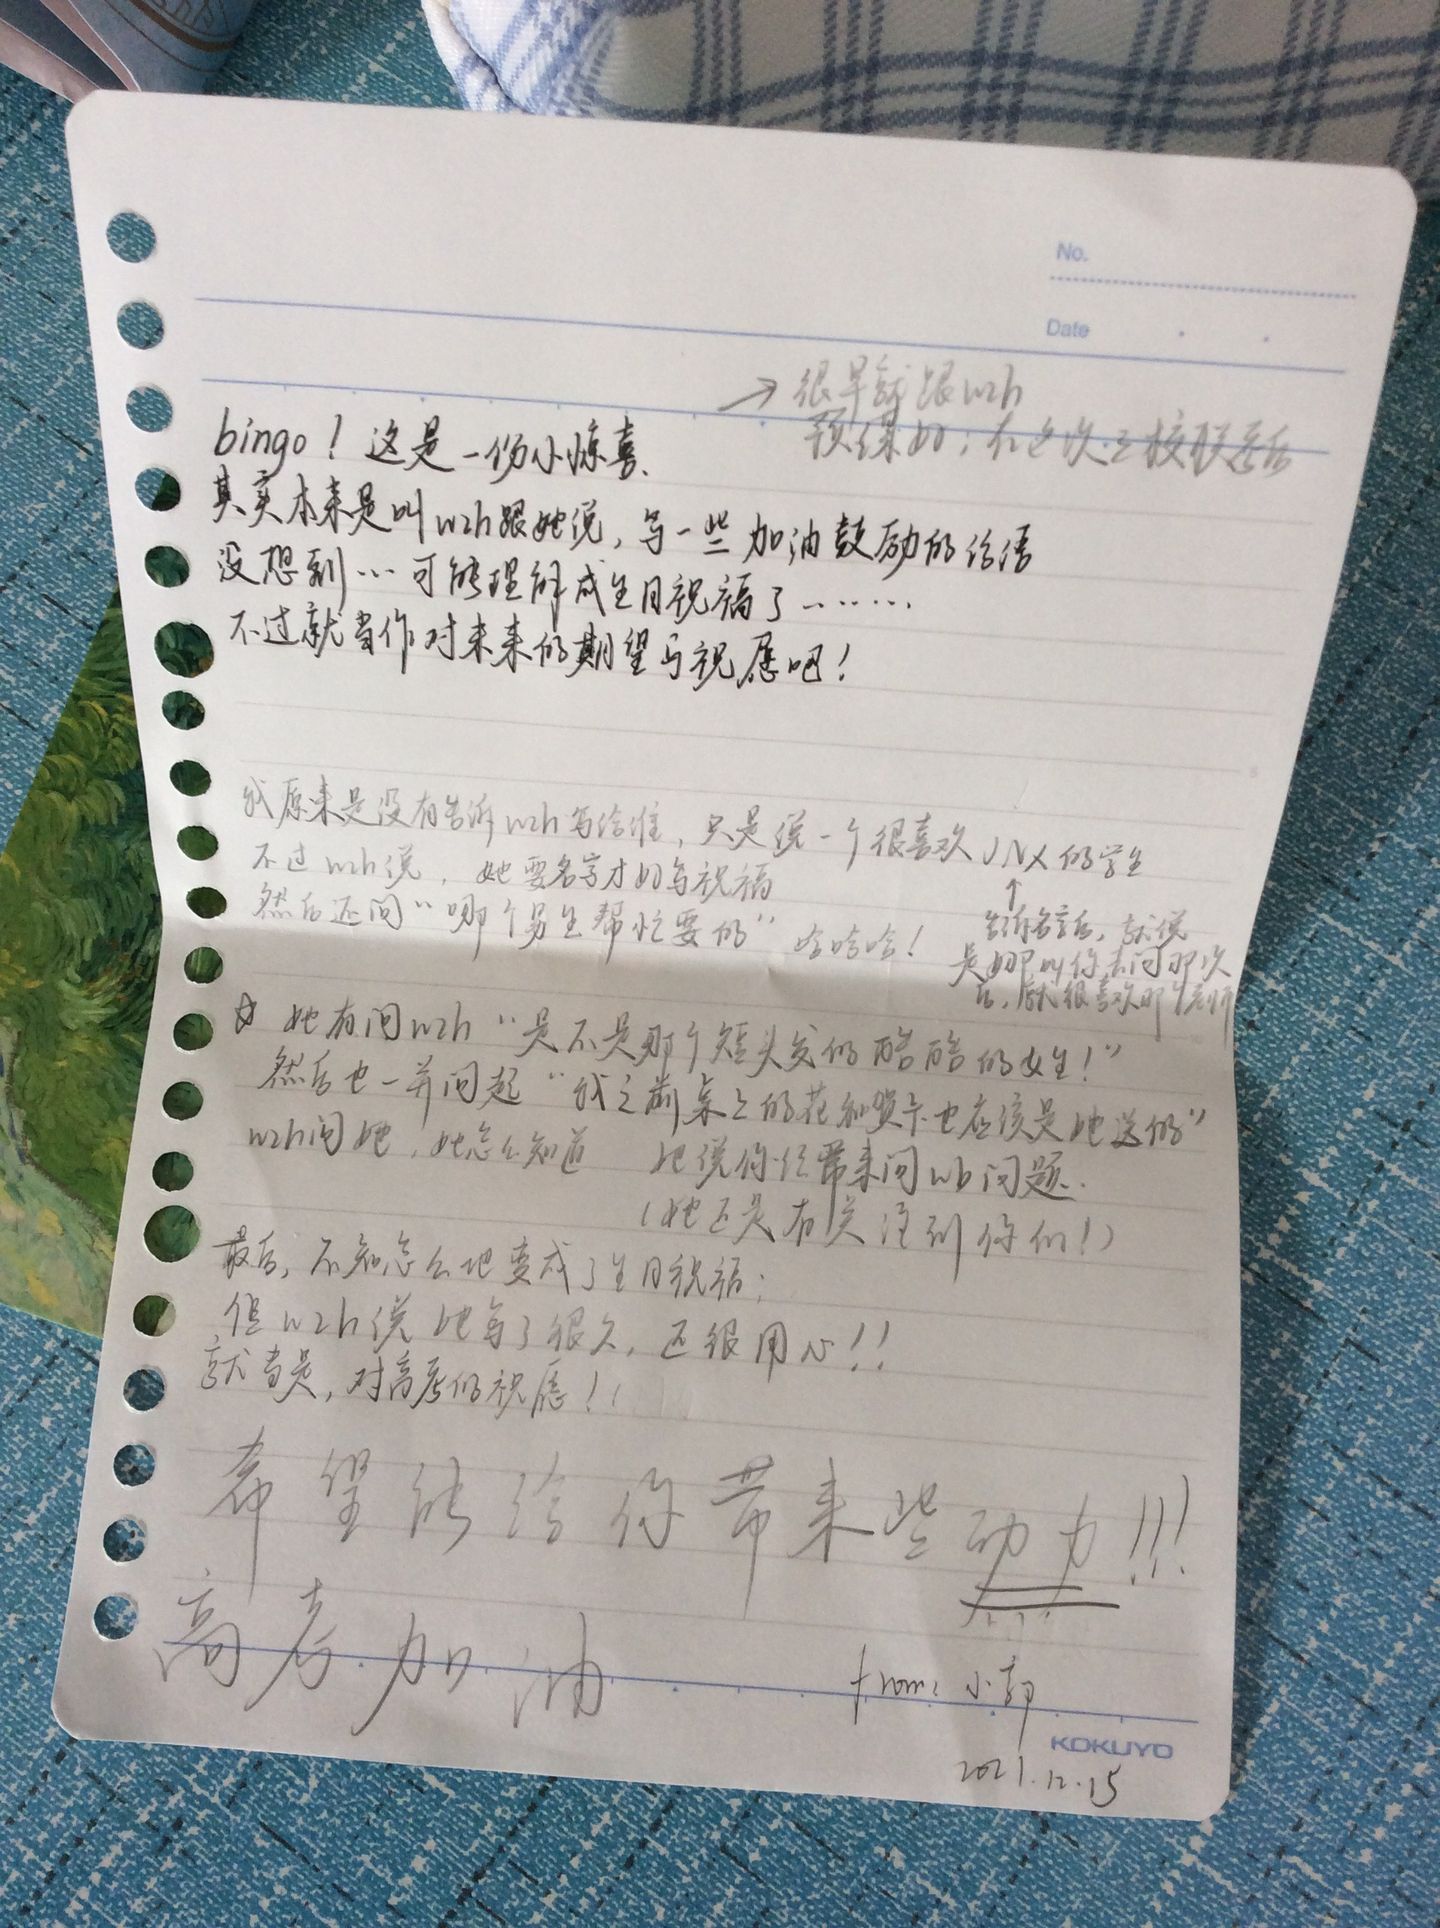 No.
Date
→ 很早就跟wzh
预谋的，在这次三校联考后
bingo！这是一份小惊喜、
其实本来是叫wzh跟她说，写一些加油鼓励的话语
没想到…可能理解成生日祝福了………
不过就当作对未来的期望与祝愿吧！
我原来是没有告诉wzh写给谁，只是说一个很喜欢JNX的学生
不过wzh说，她要名字才好写祝福
然后还问“哪个男生帮忙要的”哈哈哈！
↑
告诉名字后，就说
是她叫你去问那次
后，就很喜欢那个老师
☆ 她有问wzh“是不是那个短头发的酷酷的女生！”
然后也一并问起“我之前桌上的花和贺卡也应该是她送的”
wzh问她，她怎么知道 她说你经常来问wb问题.
（她还是有关注到你们！）
最后，不知怎么地变成了生日祝福；
但wzh说她写了很久，还很用心！！
就当是，对高考的祝愿！！
希望能给你带来些动力！！！
高考加油
from：小郭
KOKUYO
2021.12.15